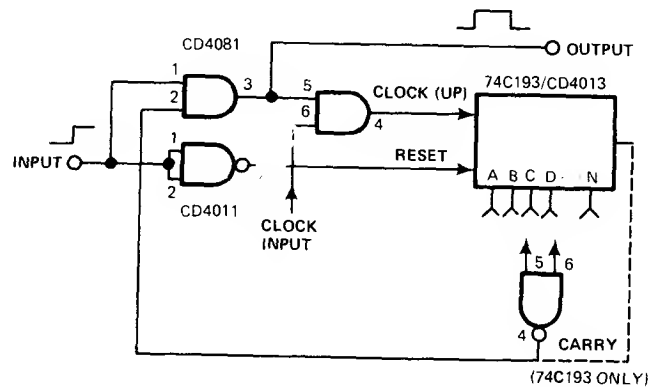 CD4081
OUTPUT
1
2
3
5
6
4
CLOCK (UP)
74C193/CD4013
INPUT
1
2
CD4011
RESET
CLOCK
INPUT
A B C D N
5 6
4
CARRY
(74C193 ONLY)